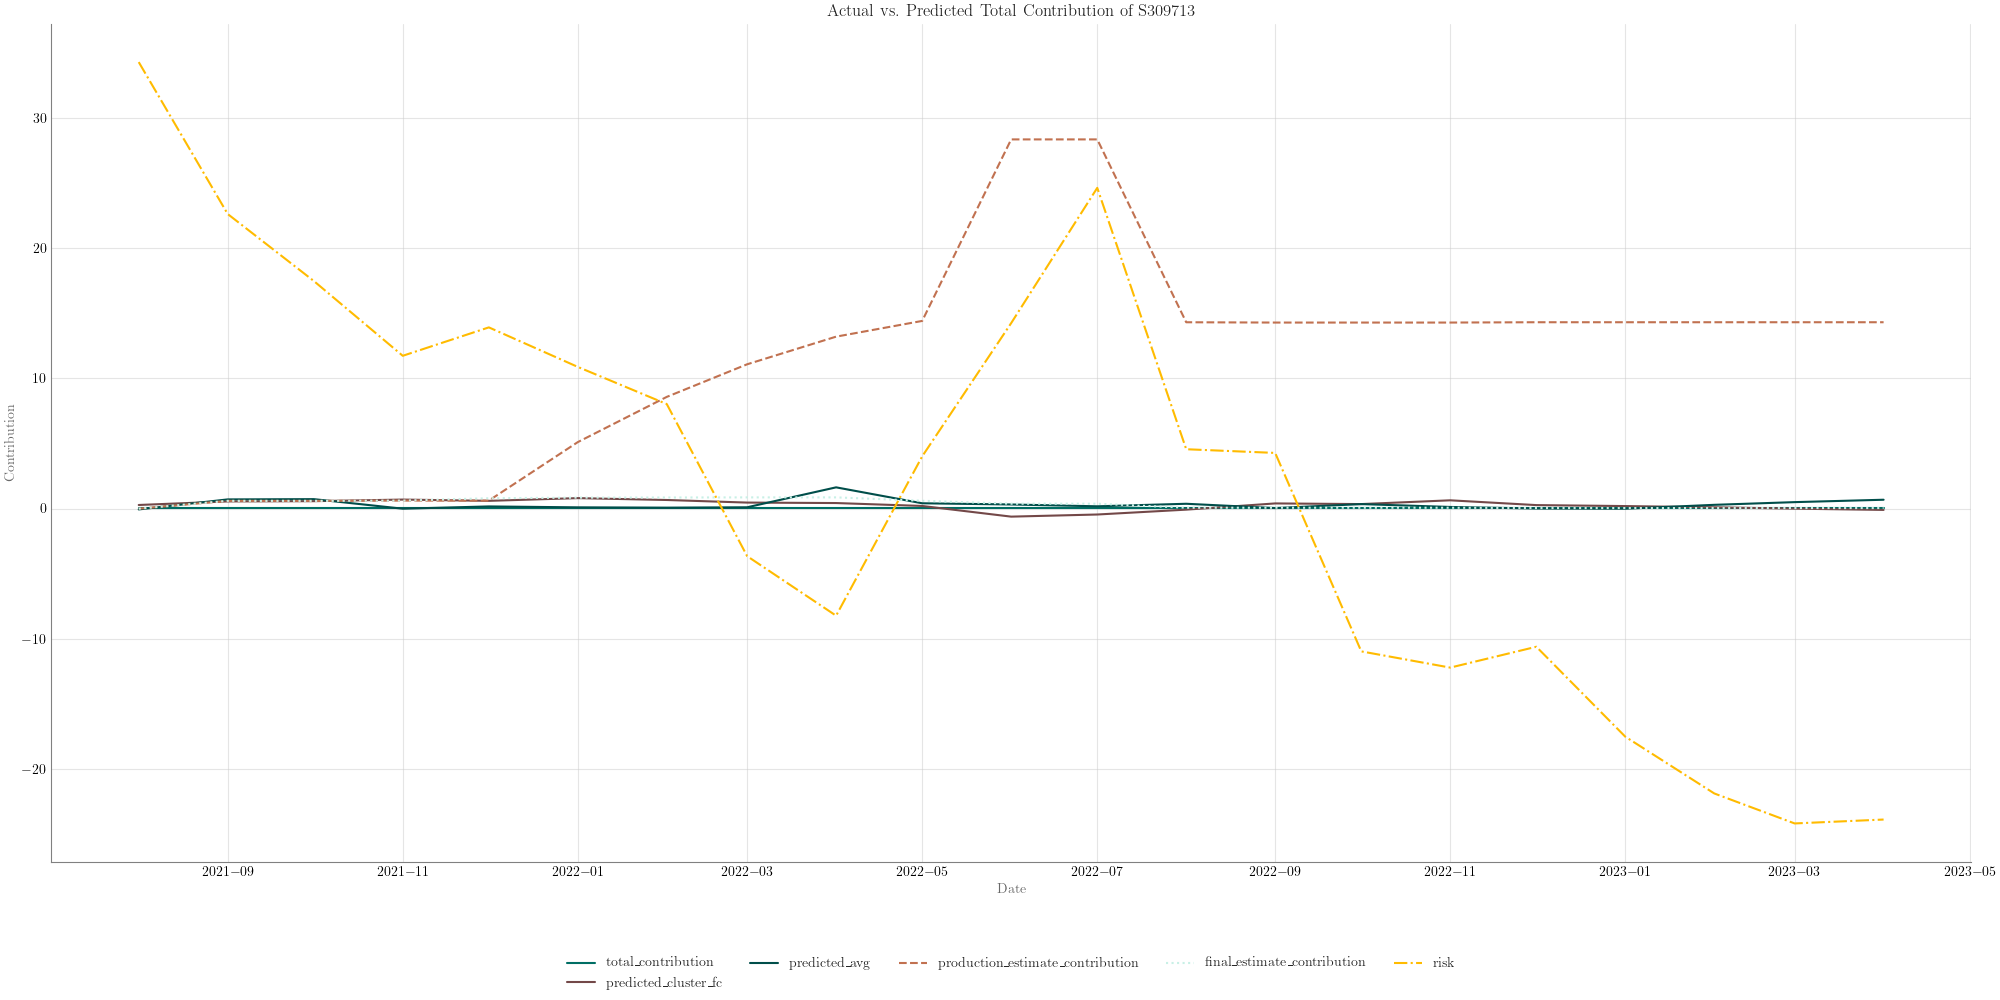 Actual vs. Predicted Total Contribution of S309713
Contribution
30
20
10
0
−10
−20
2021−09
2021−11
2022−01
2022−03
2022−05
2022−07
2022−09
2022−11
2023−01
2023−03
2023−05
Date
total_contribution
predicted_cluster_fc
predicted_avg
production_estimate_contribution
final_estimate_contribution
risk